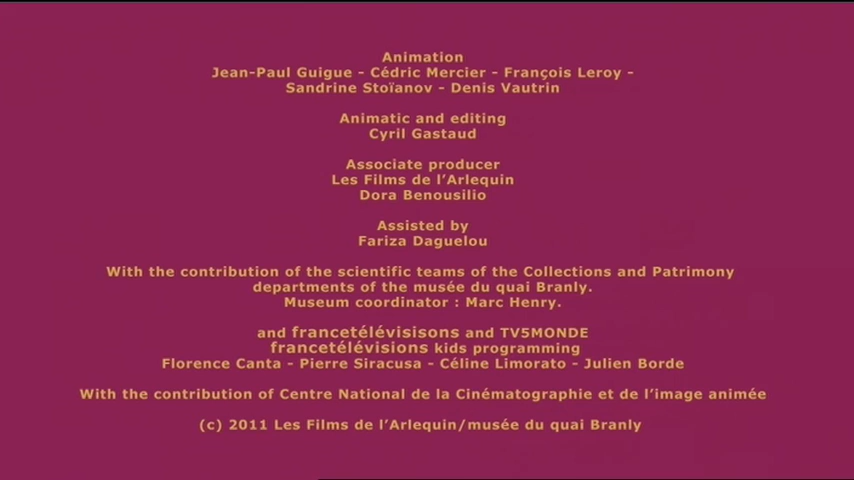 Animation
Jean-Paul Guigue - Cédric Mercier - François Leroy -
Sandrine Stoïanov - Denis Vautrin
Animatic and editing
Cyril Gastaud
Associate producer
Les Films de l’Arlequin
Dora Benousilio
Assisted by
Fariza Daguelou
With the contribution of the scientific teams of the Collections and Patrimony
departments of the musée du quai Branly.
Museum coordinator : Marc Henry.
and francetélévisisons and TV5MONDE
francetélévisions kids programming
Florence Canta - Pierre Siracusa - Céline Limorato - Julien Borde
With the contribution of Centre National de la Cinématographie et de l’image animée
(c) 2011 Les Films de l’Arlequin/musée du quai Branly